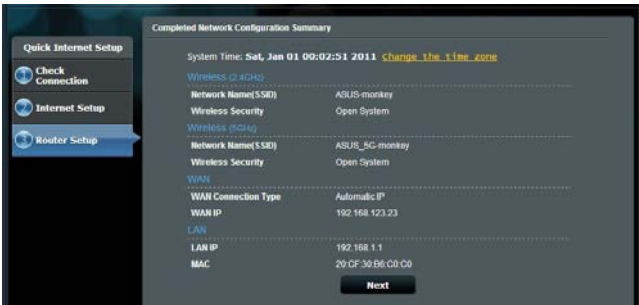 Completed Network Configuration Summary
Quick Internet Setup
1 Check Connection
2 Internet Setup
3 Router Setup
System Time: Sat, Jan 01 00:02:51 2011 Change the time zone
Wireless (2.4GHz)
Network Name(SSID) ASUS-monkey
Wireless Security Open System
Wireless (5GHz)
Network Name(SSID) ASUS_5G-monkey
Wireless Security Open System
WAN
WAN Connection Type Automatic IP
WAN IP 192.168.123.23
LAN
LAN IP 192.168.1.1
MAC 20:CF:30:B6:C0:C0
Next